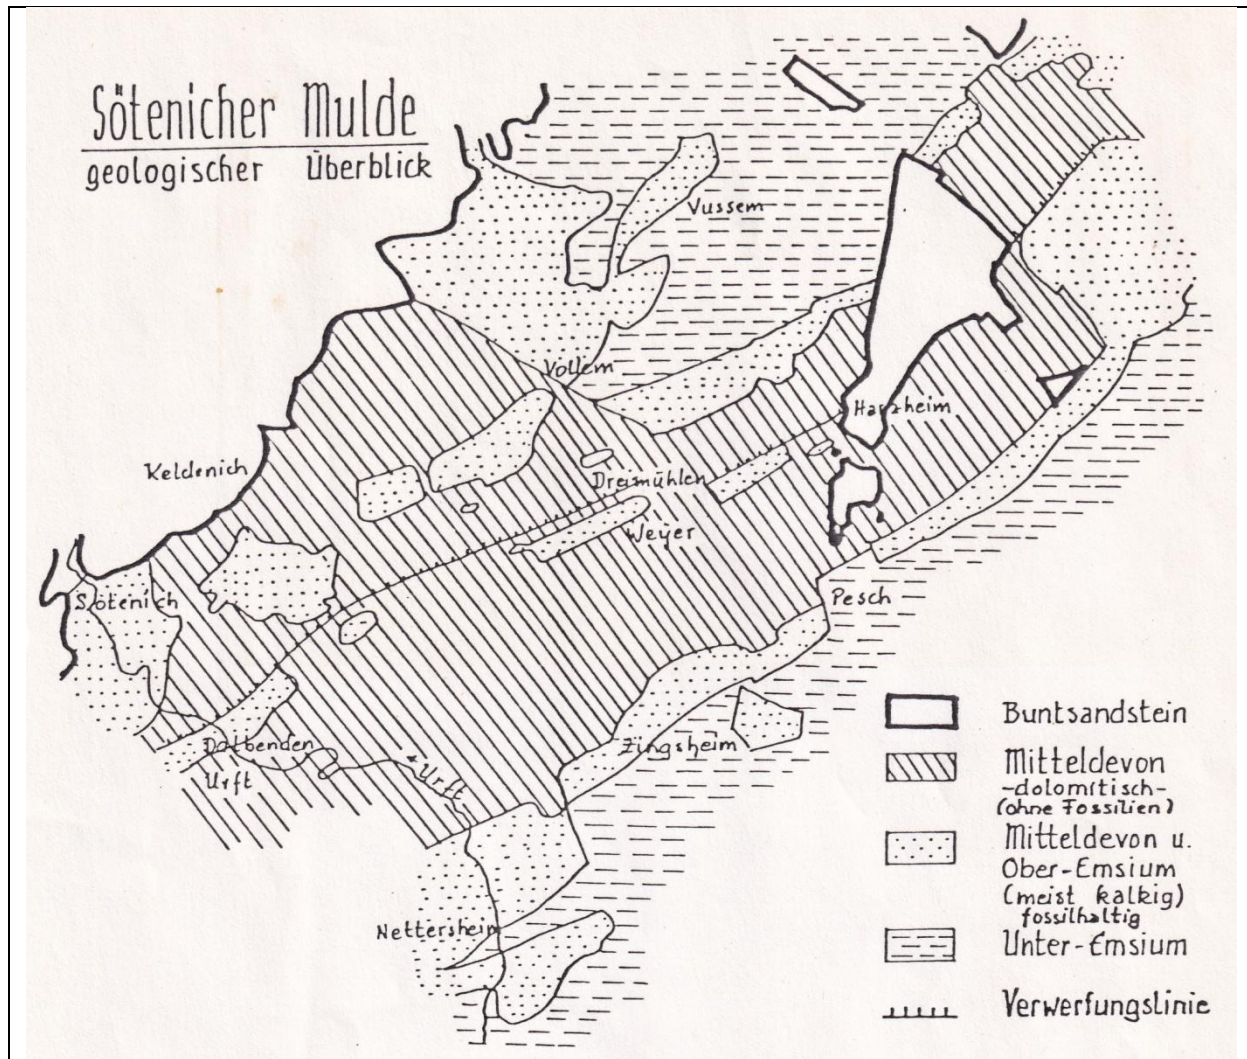 Sötenicher Mulde
geologischer Überblick
Vussem
Vollem
Harzheim
Keldenich
Dreimühlen
Weyer
Sötenich
Pesch
Dalbenden
Urft
Urft
Zingsheim
Nettersheim
Buntsandstein
Mitteldevon
-dolomitisch-
(ohne Fossilien)
Mitteldevon u.
Ober-Emsium
(meist kalkig)
fossilhaltig
Unter-Emsium
Verwerfungslinie